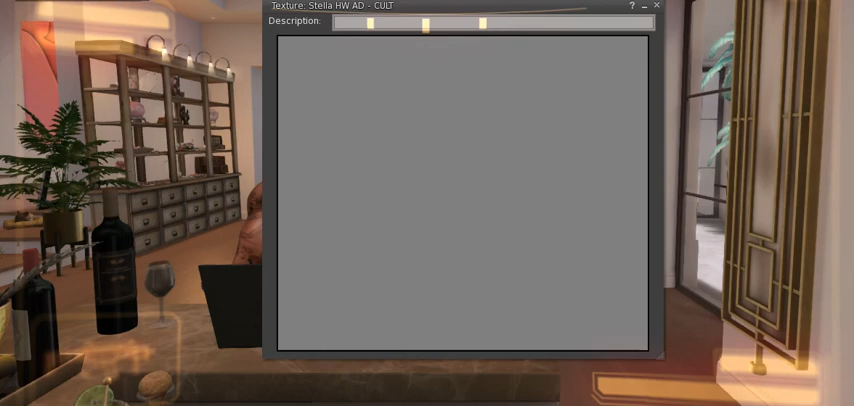 Texture: Stella HW AD - CULT
? _ ×
Description: